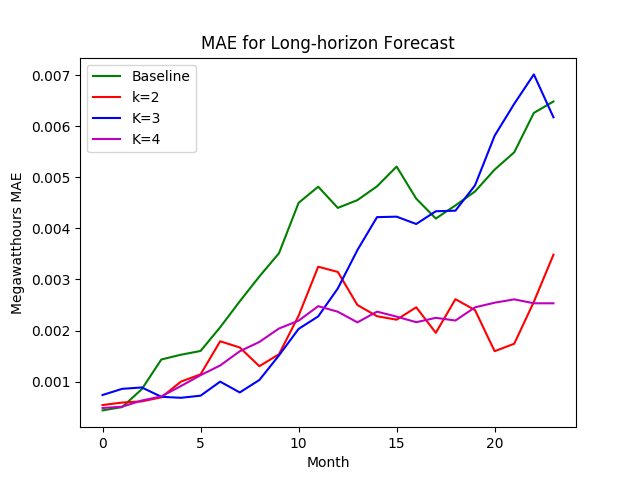 MAE for Long-horizon Forecast
Baseline
k=2
K=3
K=4
0.007
0.006
0.005
0.004
0.003
0.002
0.001
Megawatthours MAE
0 5 10 15 20
Month